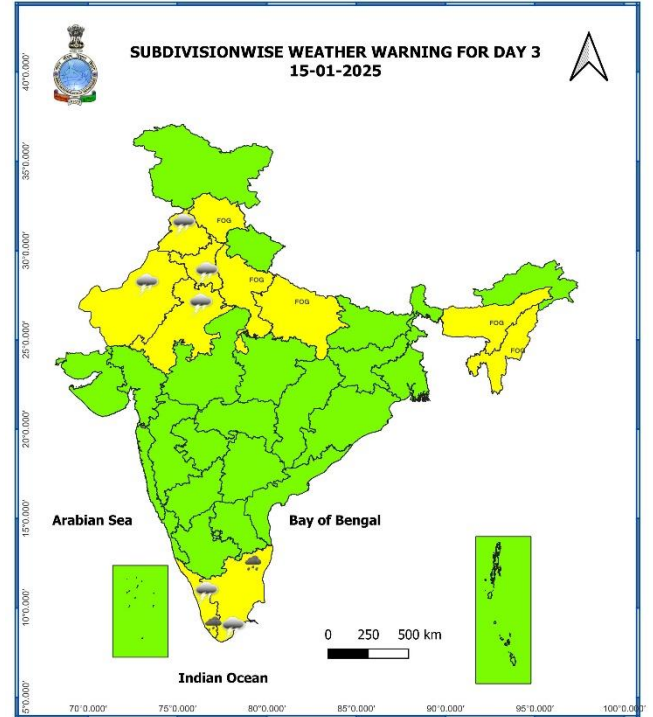 SUBDIVISIONWISE WEATHER WARNING FOR DAY 3
15-01-2025
40°0.000'
35°0.000'
30°0.000'
25°0.000'
20°0.000'
15°0.000'
10°0.000'
5°0.000'
FOG
FOG
FOG
FOG
FOG
Arabian Sea
Bay of Bengal
0 250 500 km
Indian Ocean
70°0.000' 75°0.000' 80°0.000' 85°0.000' 90°0.000' 95°0.000' 100°0.000'